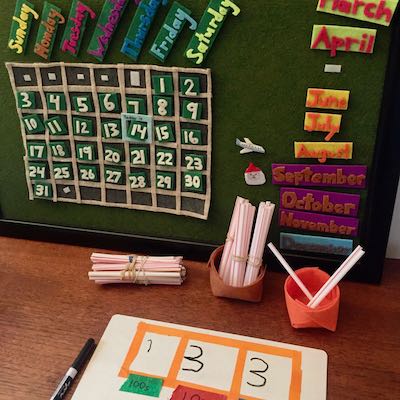 Sunday Monday Tuesday Wednesday Thursday Friday Saturday
1 2
3 4 5 6 7 8 9
10 11 12 13 14 15 16
17 18 19 20 21 22 23
24 25 26 27 28 29 30
31
March
April
June
July
August
September
October
November
December
1 3 3
100s